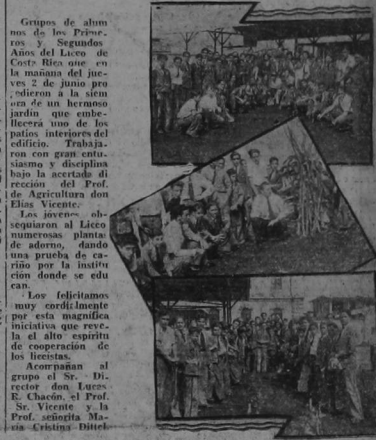 Grupos de alum
nos de los Prime-
ros y Segundos
Años del Liceo de
Costa Rica que en
la mañana del jue-
ves 2 de junio pro
cedieron a la siem
bra de un hermoso
jardín que embe-
llecerá uno de los
patios interiores del
edificio. Trabaja-
ron con gran entu-
siasmo y disciplina
bajo la acertada di
rección del Prof.
de Agricultura don
Elías Vicente.
Los jóvenes ob-
sequiaron al Liceo
numerosas plantas
de adorno, dando
una prueba de ca-
riño por la institu
ción donde se edu
can.
Los felicitamos
muy cordialmente
por esta magnífica
iniciativa que reve-
la el alto espíritu
de cooperación de
los liceistas.
Acompañan al
grupo el Sr. Di-
rector don Lucas
R. Chacón, el Prof.
Sr. Vicente y la
Prof. señorita Ma-
ría Cristina Dittel.